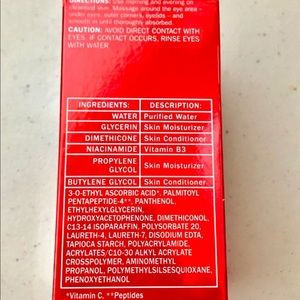 DIRECTIONS: Use morning and evening on
cleansed skin. Massage around the eye area -
under eyes, outer corners, eyelids - and
smooth in until thoroughly absorbed.
CAUTION: AVOID DIRECT CONTACT WITH
EYES. IF CONTACT OCCURS, RINSE EYES
WITH WATER
INGREDIENTS: DESCRIPTION:
WATER Purified Water
GLYCERIN Skin Moisturizer
DIMETHICONE Skin Conditioner
NIACINAMIDE Vitamin B3
PROPYLENE GLYCOL Skin Moisturizer
BUTYLENE GLYCOL Skin Conditioner
3-O-ETHYL ASCORBIC ACID*, PALMITOYL
PENTAPEPTIDE-4**, PANTHENOL,
ETHYLHEXYLGLYCERIN,
HYDROXYACETOPHENONE, DIMETHICONOL,
C13-14 ISOPARAFFIN, POLYSORBATE 20,
LAURETH-4, LAURETH-7, DISODIUM EDTA,
TAPIOCA STARCH, POLYACRYLAMIDE,
ACRYLATES/C10-30 ALKYL ACRYLATE
CROSSPOLYMER, AMINOMETHYL
PROPANOL, POLYMETHYLSILSESQUIOXANE,
PHENOXYETHANOL
*Vitamin C, **Peptides